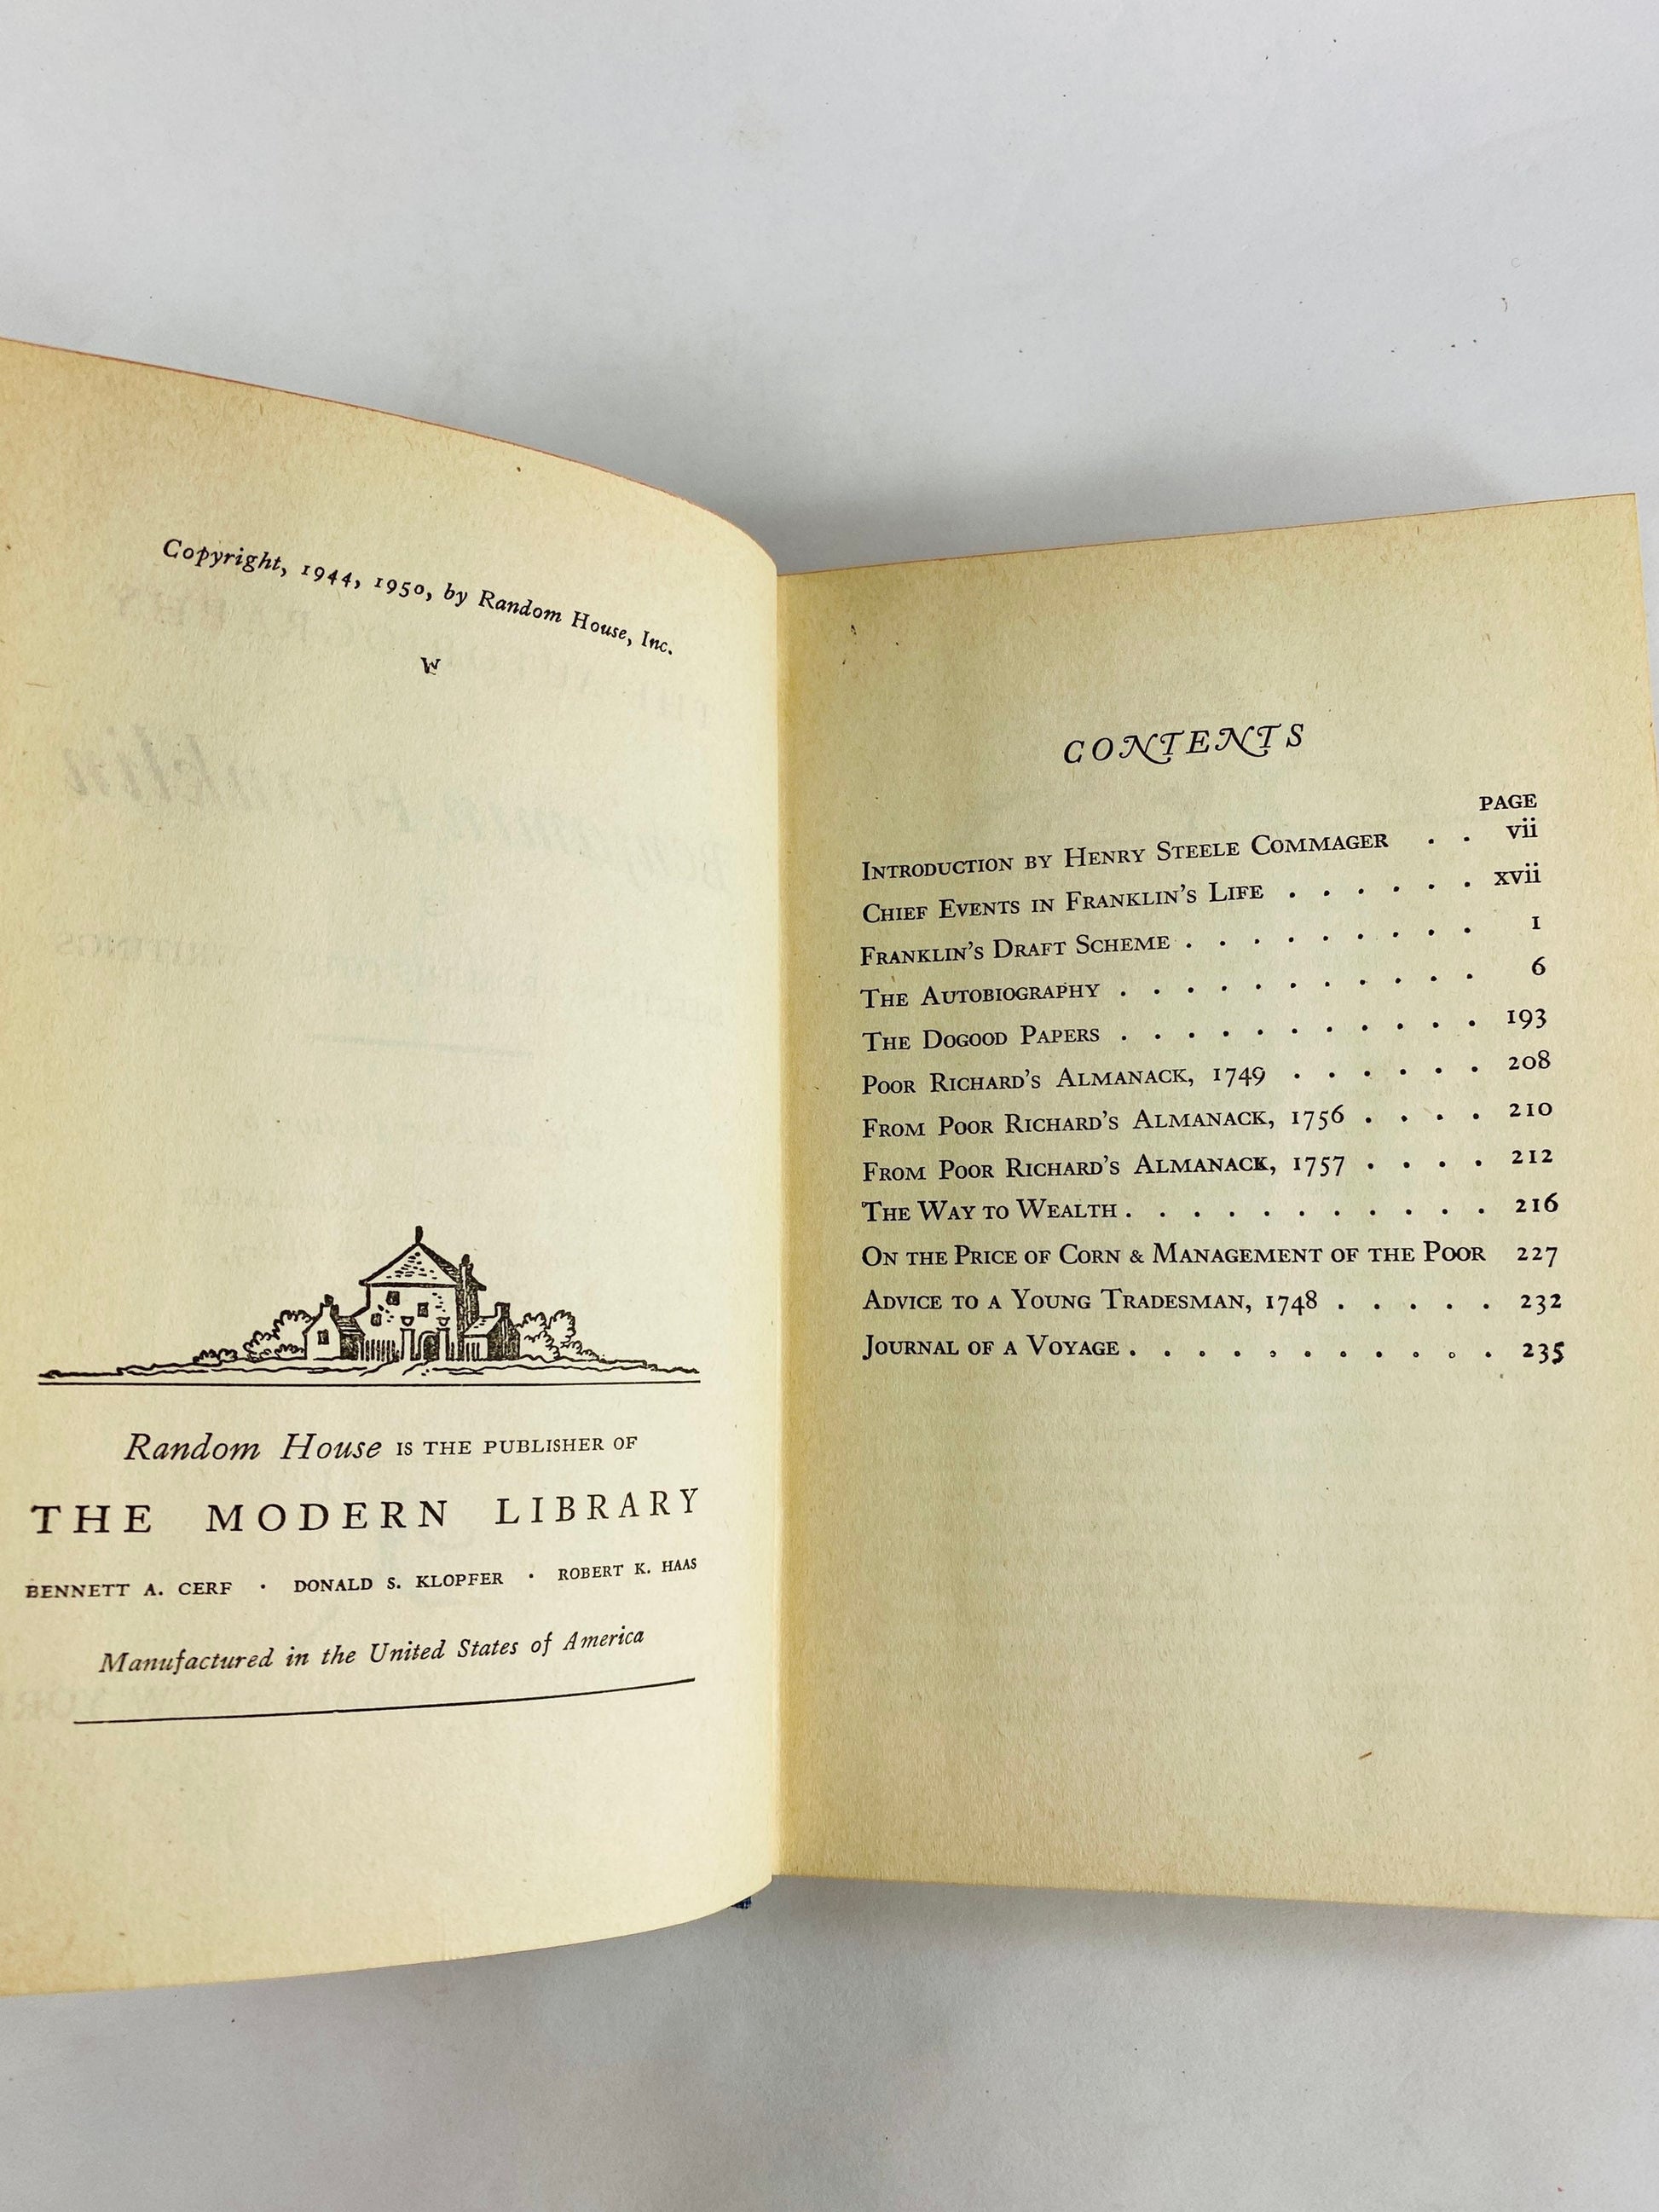 Copyright, 1944, 1950, by Random House, Inc.
W
Random House IS THE PUBLISHER OF
THE MODERN LIBRARY
BENNETT A. CERF · DONALD S. KLOPFER · ROBERT K. HAAS
Manufactured in the United States of America
CONTENTS
PAGE
INTRODUCTION BY HENRY STEELE COMMAGER . . vii
CHIEF EVENTS IN FRANKLIN'S LIFE . . . . . . xvii
FRANKLIN'S DRAFT SCHEME . . . . . . . . . 1
THE AUTOBIOGRAPHY . . . . . . . . . . . 6
THE DOGOOD PAPERS . . . . . . . . . . . 193
POOR RICHARD'S ALMANACK, 1749 . . . . . . 208
FROM POOR RICHARD'S ALMANACK, 1756 . . . . 210
FROM POOR RICHARD'S ALMANACK, 1757 . . . . 212
THE WAY TO WEALTH . . . . . . . . . . . 216
ON THE PRICE OF CORN & MANAGEMENT OF THE POOR 227
ADVICE TO A YOUNG TRADESMAN, 1748 . . . . . 232
JOURNAL OF A VOYAGE . . . . . . . . . . . 235